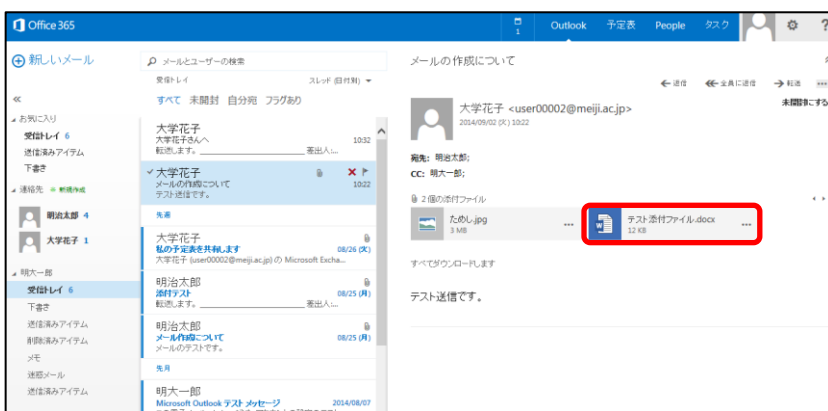 Office 365
1
Outlook 予定表 People タスク
?
新しいメール
メールとユーザーの検索
受信トレイ スレッド (日付別)
すべて 未開封 自分宛 フラグあり
お気に入り
受信トレイ 6
送信済みアイテム
下書き
連絡先 新規作成
明治太郎 4
大学花子 1
明大一郎
受信トレイ 6
下書き
送信済みアイテム
削除済みアイテム
メモ
迷惑メール
送信済みアイテム
大学花子
大学花子さんへ 10:32
転送します。 差出人:...
大学花子
メールの作成について 10:22
テスト送信です。
先週
大学花子
私の予定表を共有します 08/26 (火)
大学花子 (user00002@meiji.ac.jp) の Microsoft Excha...
明治太郎
添付テスト 08/25 (月)
転送します。 差出人:...
明治太郎
メール作成について 08/25 (月)
メールのテストです。
先月
明大一郎
Microsoft Outlook テスト メッセージ 2014/08/07
メールの作成について
送信 全員に返信 転送 ...
未開封にする
大学花子 <user00002@meiji.ac.jp>
2014/09/02 (火) 10:22
宛先: 明治太郎;
CC: 明大一郎;
2 個の添付ファイル
ためし.jpg ...
3 MB
テスト添付ファイル.docx ...
12 KB
すべてダウンロードします
テスト送信です。